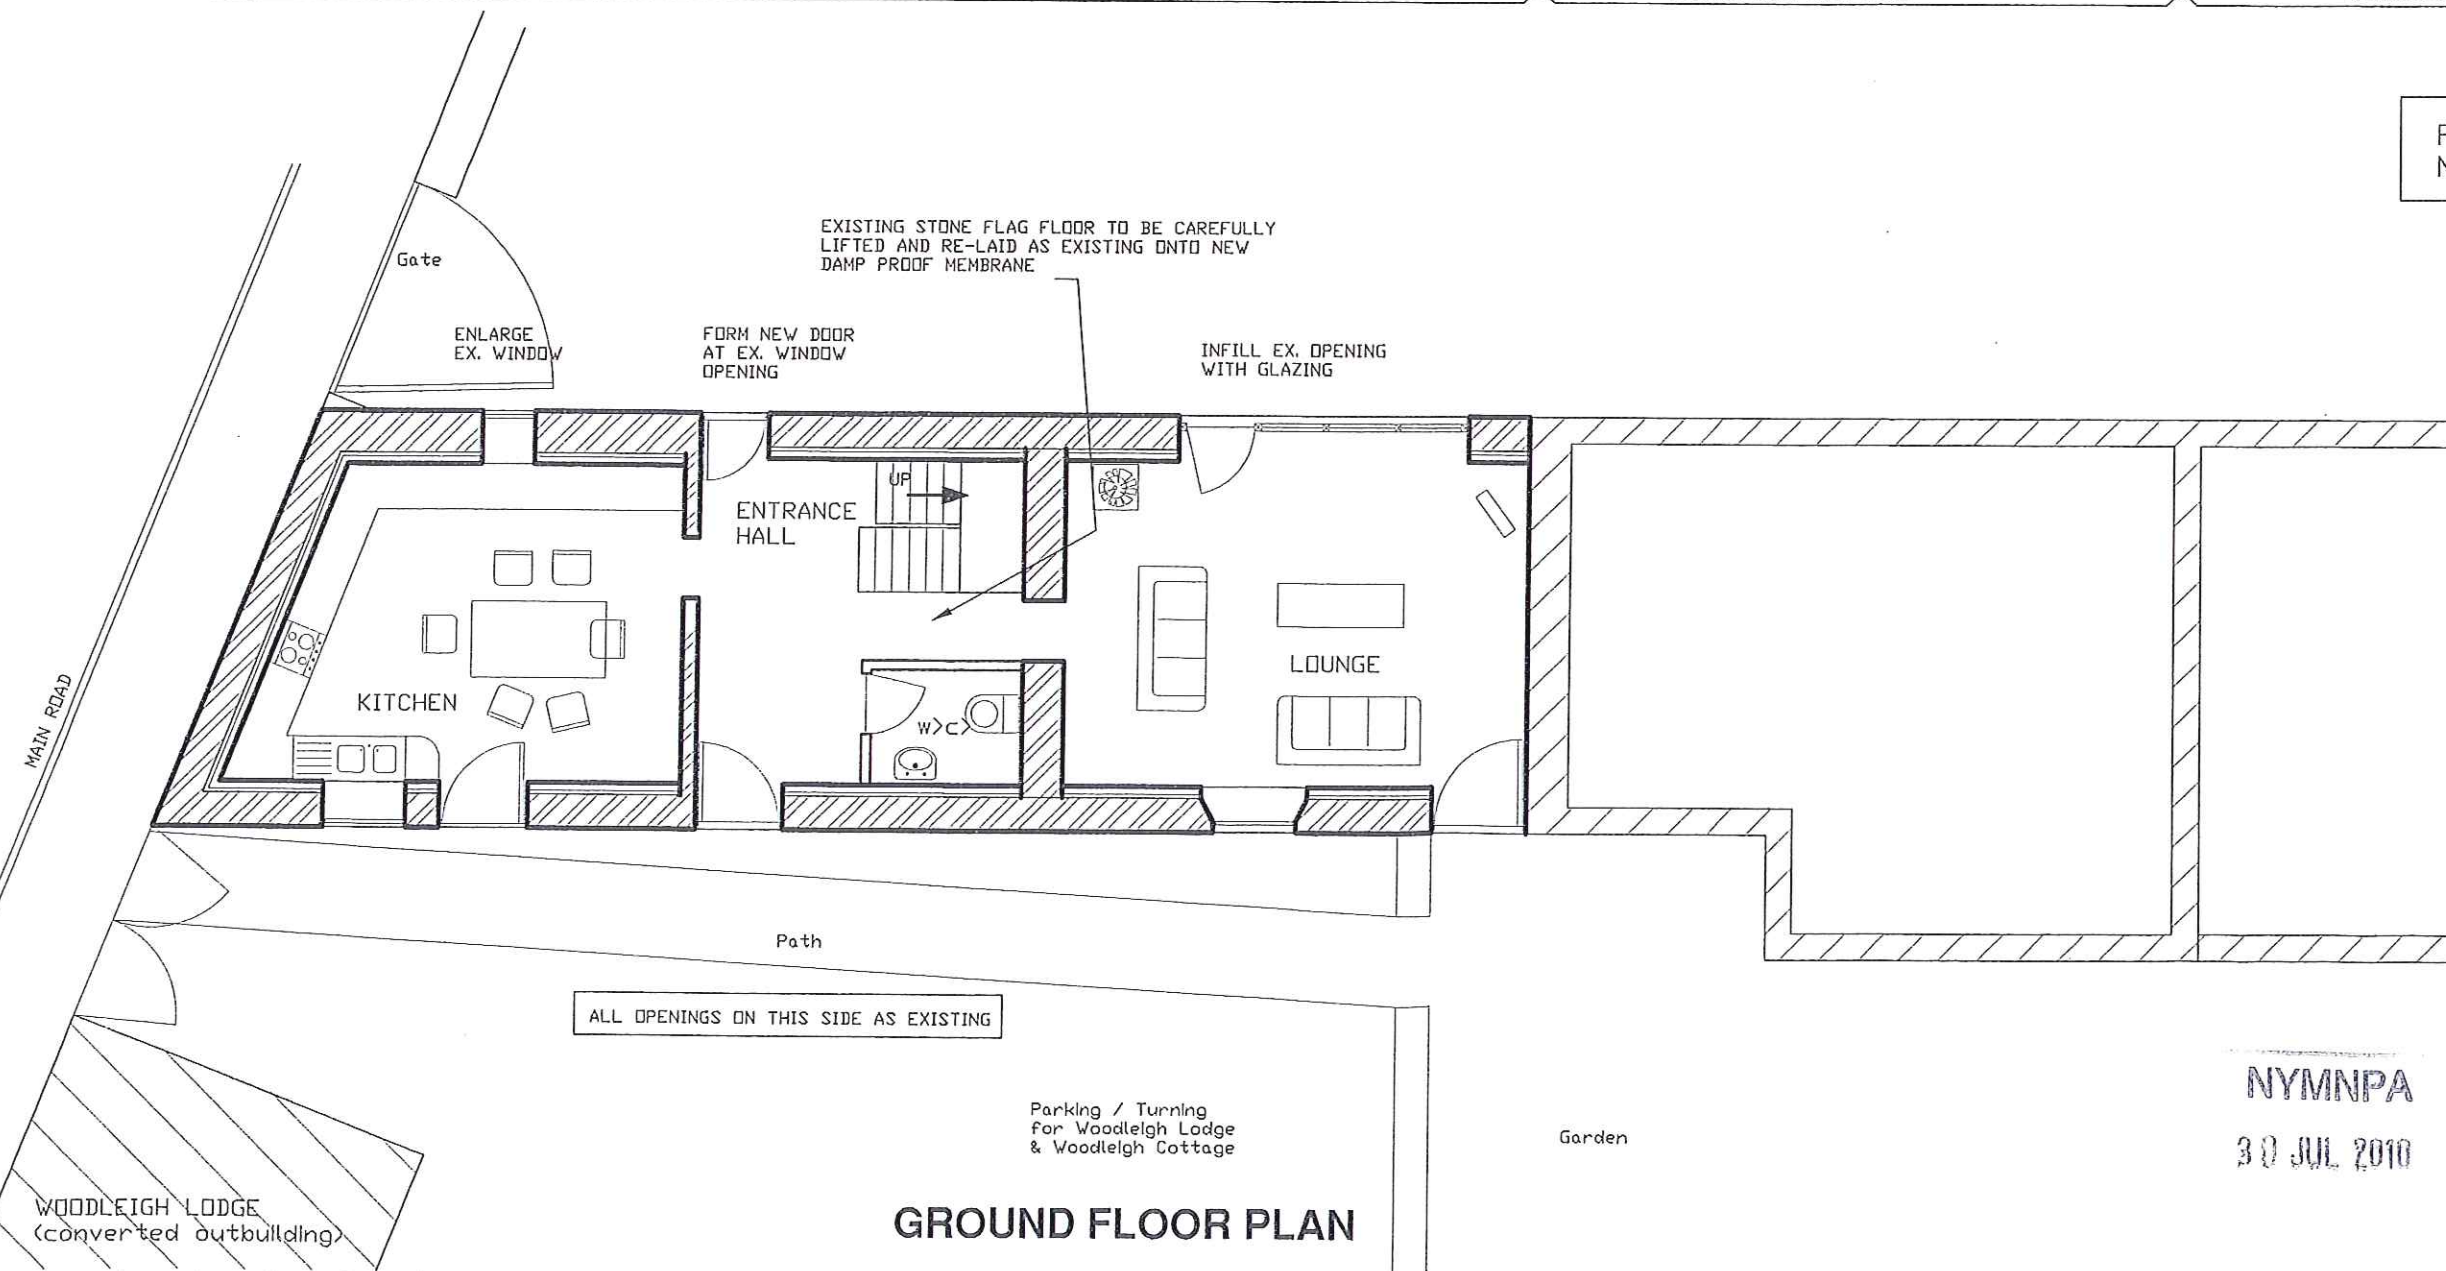 Gate
EXISTING STONE FLAG FLOOR TO BE CAREFULLY
LIFTED AND RE-LAID AS EXISTING ONTO NEW
DAMP PROOF MEMBRANE
ENLARGE
EX. WINDOW
FORM NEW DOOR
AT EX. WINDOW
OPENING
INFILL EX. OPENING
WITH GLAZING
UP
ENTRANCE
HALL
LOUNGE
KITCHEN
W>C>
MAIN ROAD
Path
ALL OPENINGS ON THIS SIDE AS EXISTING
Parking / Turning
for Woodleigh Lodge
& Woodleigh Cottage
Garden
NYMNPA
30 JUL 2010
WOODLEIGH LODGE
(converted outbuilding)
GROUND FLOOR PLAN